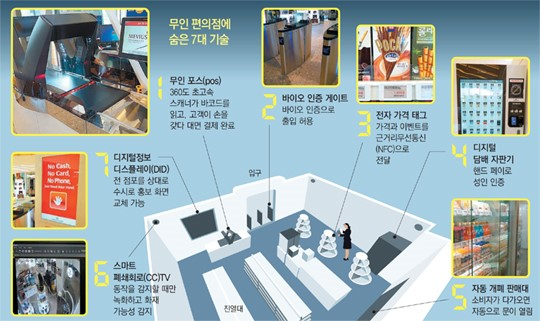 무인 편의점에
숨은 7대 기술
1
무인 포스(pos)
360도 초고속
스캐너가 바코드를
읽고, 고객이 손을
갖다 대면 결제 완료
2
바이오 인증 게이트
바이오 인증으로
출입 허용
3
전자 가격 태그
가격과 이벤트를
근거리무선통신
(NFC)으로
전달
4
디지털
담배 자판기
핸드 페이로
성인 인증
5
자동 개폐 판매대
소비자가 다가오면
자동으로 문이 열림
6
스마트
폐쇄회로(CC)TV
동작을 감지할 때만
녹화하고 화재
가능성 감지
7
디지털정보
디스플레이(DID)
전 점포를 상대로
수시로 홍보 화면
교체 가능
입구
진열대
No Cash,
No Card,
No Phone,